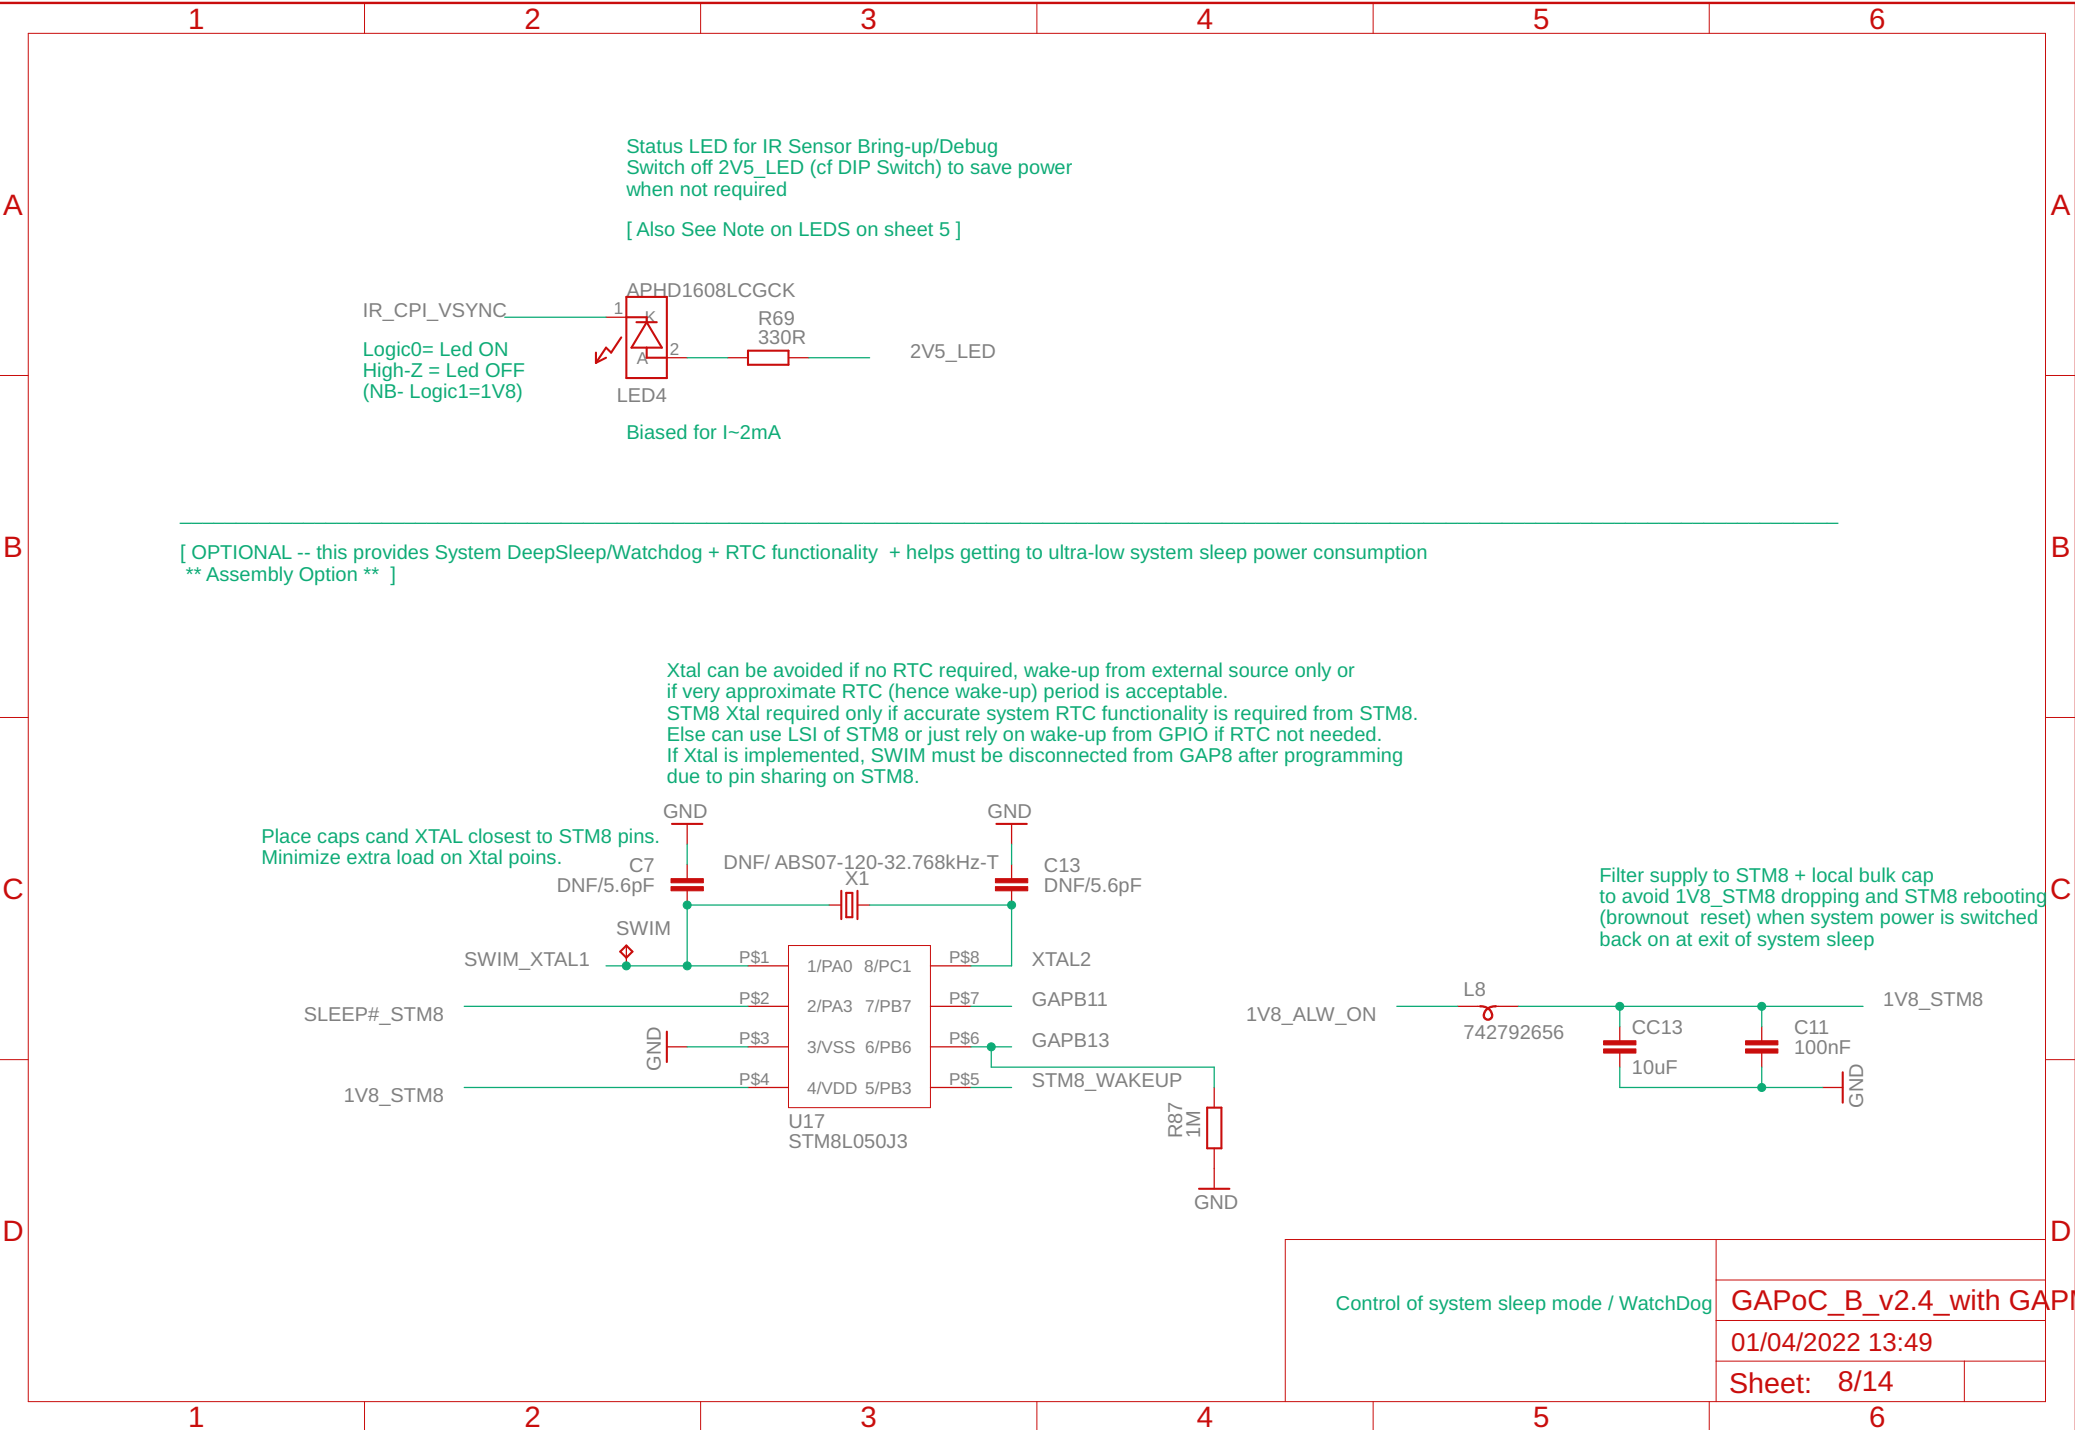 1 2 3 4 5 6
A A
Status LED for IR Sensor Bring-up/Debug
Switch off 2V5_LED (cf DIP Switch) to save power
when not required
[ Also See Note on LEDS on sheet 5 ]
APHD1608LCGCK
IR_CPI_VSYNC
1
K
A
2
R69
330R
2V5_LED
Logic0= Led ON
High-Z = Led OFF
(NB- Logic1=1V8)
LED4
Biased for I~2mA
B B
[ OPTIONAL -- this provides System DeepSleep/Watchdog + RTC functionality  + helps getting to ultra-low system sleep power consumption
** Assembly Option **  ]
Xtal can be avoided if no RTC required, wake-up from external source only or
if very approximate RTC (hence wake-up) period is acceptable.
STM8 Xtal required only if accurate system RTC functionality is required from STM8.
Else can use LSI of STM8 or just rely on wake-up from GPIO if RTC not needed.
If Xtal is implemented, SWIM must be disconnected from GAP8 after programming
due to pin sharing on STM8.
GND GND
Place caps cand XTAL closest to STM8 pins.
Minimize extra load on Xtal poins.
C7
DNF/5.6pF
DNF/ ABS07-120-32.768kHz-T
X1
C13
DNF/5.6pF
C C
SWIM
SWIM_XTAL1 P$1 1/PA0 8/PC1 P$8 XTAL2
SLEEP#_STM8 P$2 2/PA3 7/PB7 P$7 GAPB11
GND P$3 3/VSS 6/PB6 P$6 GAPB13
1V8_STM8 P$4 4/VDD 5/PB3 P$5 STM8_WAKEUP
U17
STM8L050J3
R87
1M
GND
Filter supply to STM8 + local bulk cap
to avoid 1V8_STM8 dropping and STM8 rebooting
(brownout  reset) when system power is switched
back on at exit of system sleep
1V8_ALW_ON
L8
742792656
1V8_STM8
CC13
10uF
C11
100nF
GND
D D
Control of system sleep mode / WatchDog
GAPoC_B_v2.4_with GAP
01/04/2022 13:49
Sheet: 8/14
1 2 3 4 5 6